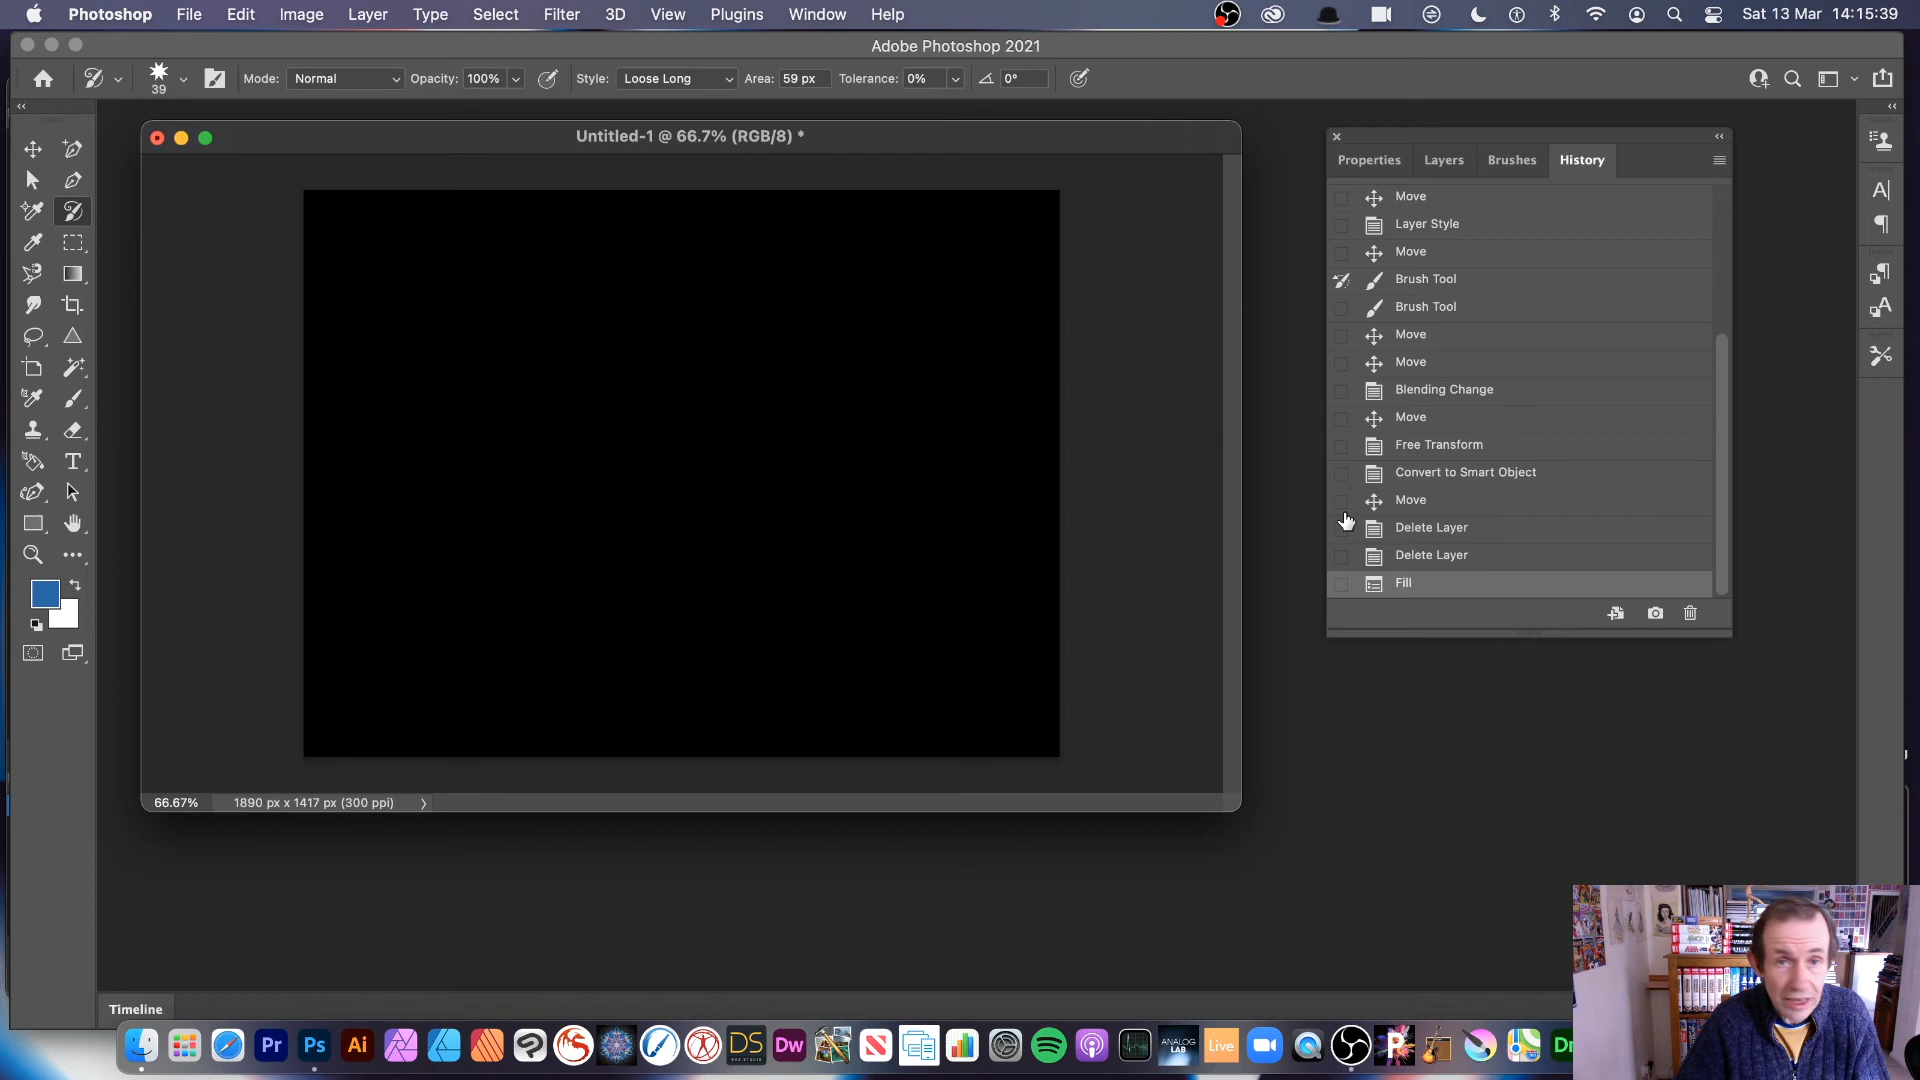 Photoshop File Edit Image Layer Type Select Filter 3D View Plugins Window Help Sat 13 Mar 14:15:39
Adobe Photoshop 2021
39 Mode: Normal Opacity: 100% Style: Loose Long Area: 59 px Tolerance: 0% 0°
Untitled-1 @ 66.7% (RGB/8) *
Properties Layers Brushes History
Move
Layer Style
Move
Brush Tool
Brush Tool
Move
Move
Blending Change
Move
Free Transform
Convert to Smart Object
Move
Delete Layer
Delete Layer
Fill
66.67% 1890 px x 1417 px (300 ppi)
Timeline
Pr Ps Ai DS Dw ANALOG LAB Live P Dr